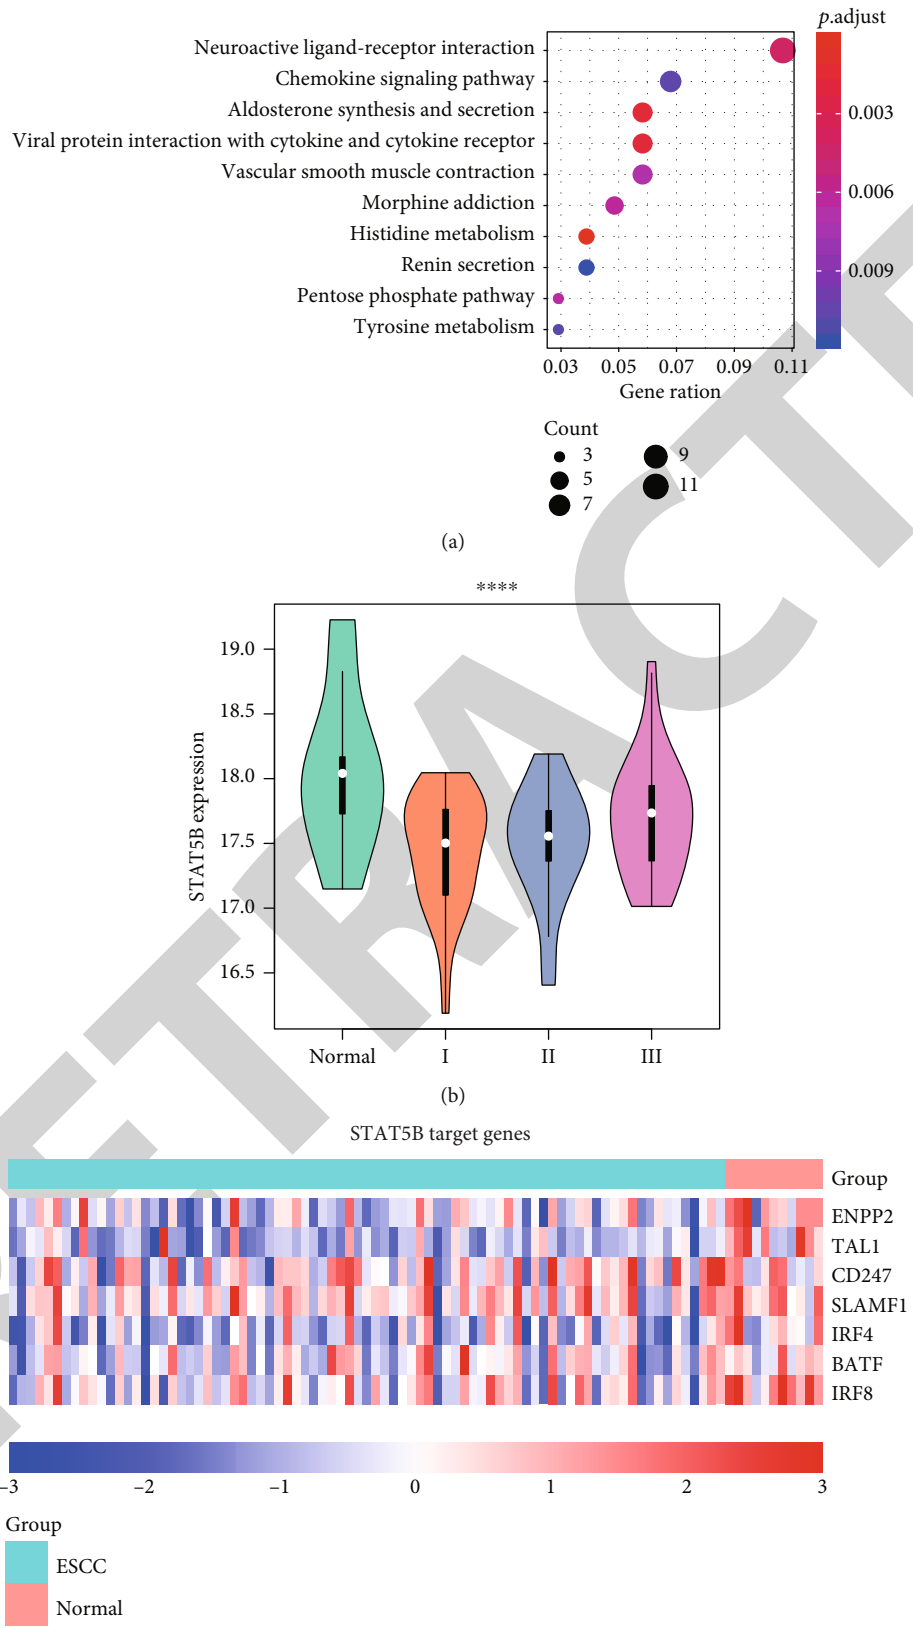 p.adjust
Neuroactive ligand-receptor interaction
Chemokine signaling pathway
Aldosterone synthesis and secretion
Viral protein interaction with cytokine and cytokine receptor
Vascular smooth muscle contraction
Morphine addiction
Histidine metabolism
Renin secretion
Pentose phosphate pathway
Tyrosine metabolism
0.003
0.006
0.009
0.03 0.05 0.07 0.09 0.11
Gene ration
Count
3 9
5 11
7
(a)
****
19.0
18.5
18.0
17.5
17.0
16.5
STAT5B expression
Normal I II III
(b)
STAT5B target genes
Group
ENPP2
TAL1
CD247
SLAMF1
IRF4
BATF
IRF8
–3 –2 –1 0 1 2 3
Group
ESCC
Normal
RETRACTE